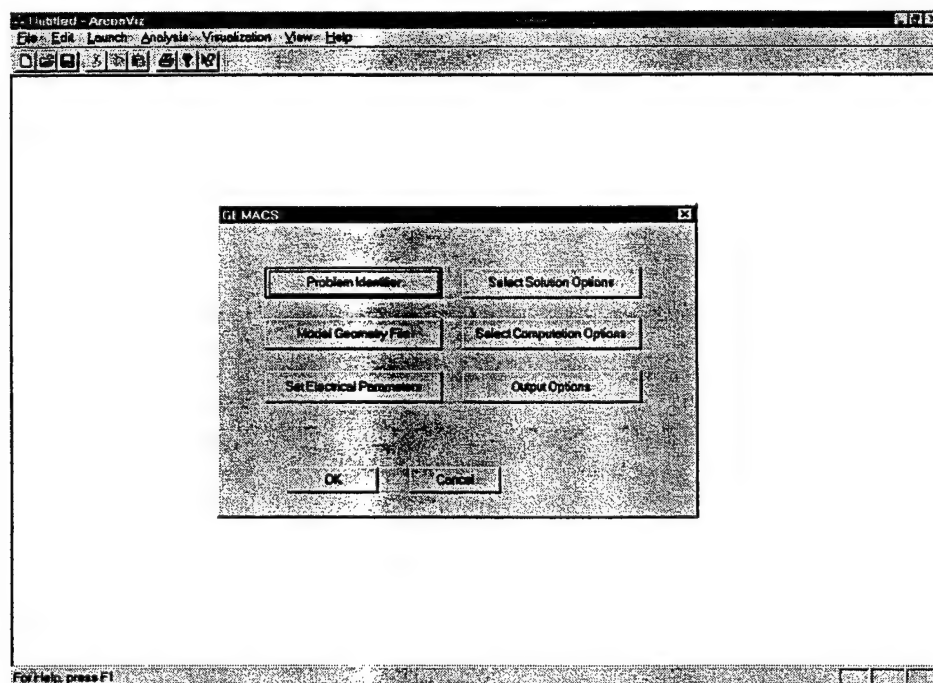 Untitled - ArconViz
File Edit Launch Analysis Visualization View Help
GEMACS
Problem Identifier
Select Solution Options
Model Geometry File
Select Computation Options
Set Electrical Parameters
Output Options
OK
Cancel
For Help, press F1